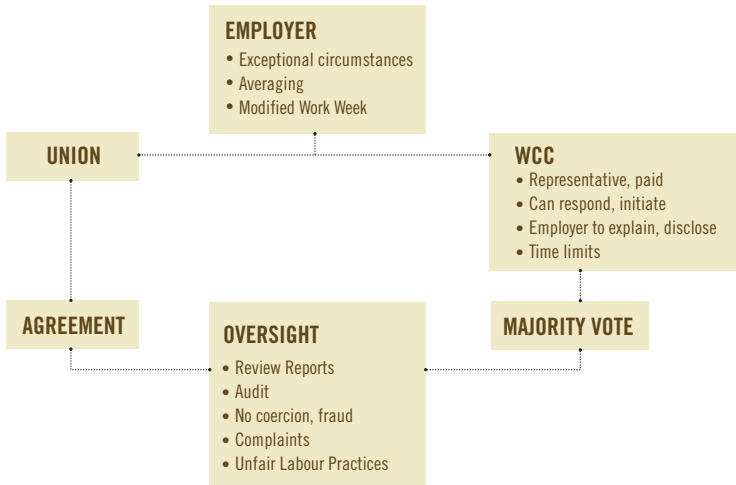 EMPLOYER
• Exceptional circumstances
• Averaging
• Modified Work Week
UNION
WCC
• Representative, paid
• Can respond, initiate
• Employer to explain, disclose
• Time limits
AGREEMENT
OVERSIGHT
• Review Reports
• Audit
• No coercion, fraud
• Complaints
• Unfair Labour Practices
MAJORITY VOTE